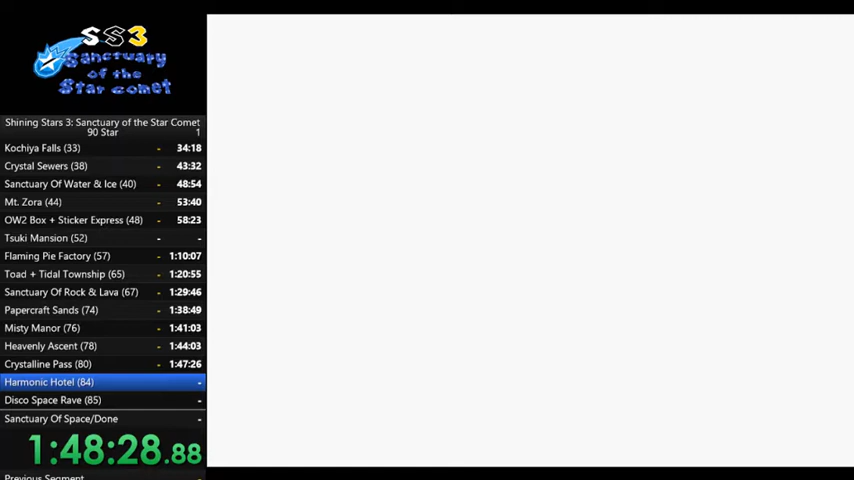 SS3
Sanctuary
of the
Star Comet
Shining Stars 3: Sanctuary of the Star Comet
90 Star 1
Kochiya Falls (33) - 34:18
Crystal Sewers (38) - 43:32
Sanctuary Of Water & Ice (40) - 48:54
Mt. Zora (44) - 53:40
OW2 Box + Sticker Express (48) - 58:23
Tsuki Mansion (52) - -
Flaming Pie Factory (57) - 1:10:07
Toad + Tidal Township (65) - 1:20:55
Sanctuary Of Rock & Lava (67) - 1:29:46
Papercraft Sands (74) - 1:38:49
Misty Manor (76) - 1:41:03
Heavenly Ascent (78) - 1:44:03
Crystalline Pass (80) - 1:47:26
Harmonic Hotel (84) -
Disco Space Rave (85) -
Sanctuary Of Space/Done -
1:48:28.88
Previous Segment -